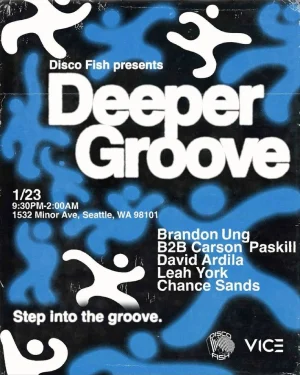 Disco Fish presents
Deeper
Groove
1/23
9:30PM-2:00AM
1532 Minor Ave, Seattle, WA 98101
Brandon Ung
B2B Carson Paskill
David Ardila
Leah York
Chance Sands
Step into the groove.
DISCO
FISH
VICE